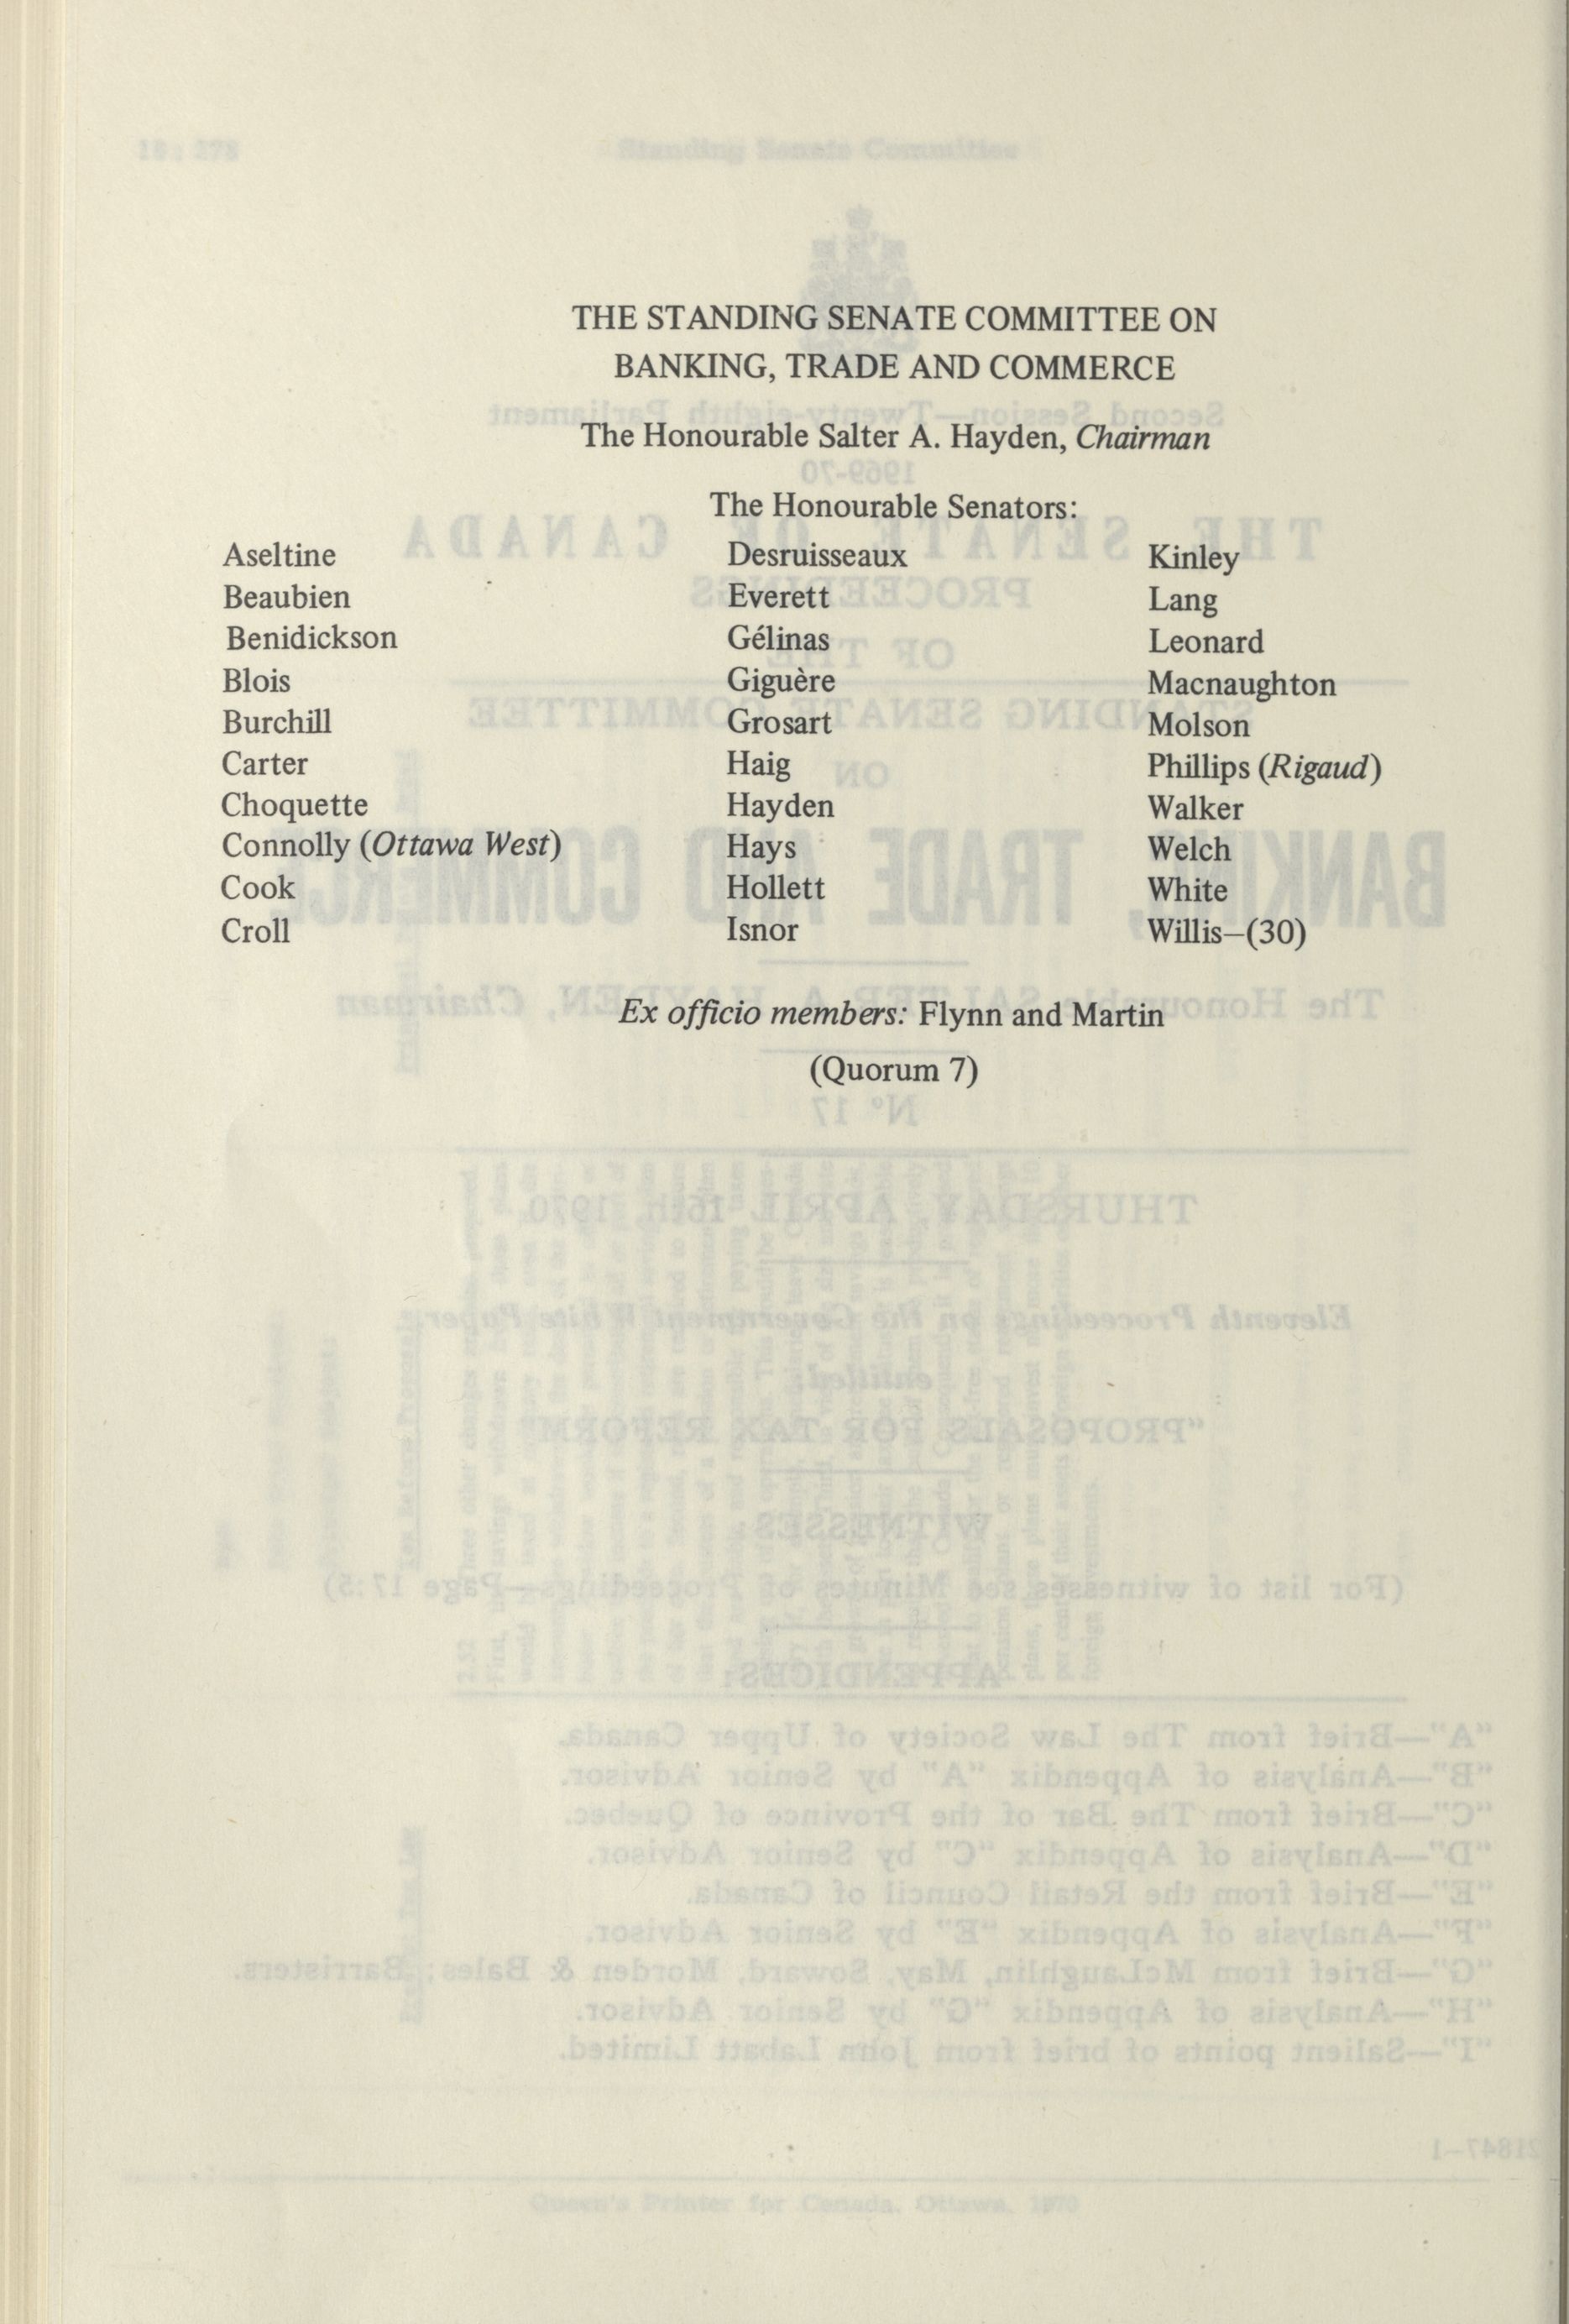 THE STANDING SENATE COMMITTEE ON
BANKING, TRADE AND COMMERCE
The Honourable Salter A. Hayden, Chairman
The Honourable Senators:
Aseltine
Beaubien
Benidickson
Blois
Burchill
Carter
Choquette
Connolly (Ottawa West)
Cook
Croll
Desruisseaux
Everett
Gélinas
Giguère
Grosart
Haig
Hayden
Hays
Hollett
Isnor
Kinley
Lang
Leonard
Macnaughton
Molson
Phillips (Rigaud)
Walker
Welch
White
Willis—(30)
Ex officio members: Flynn and Martin
(Quorum 7)